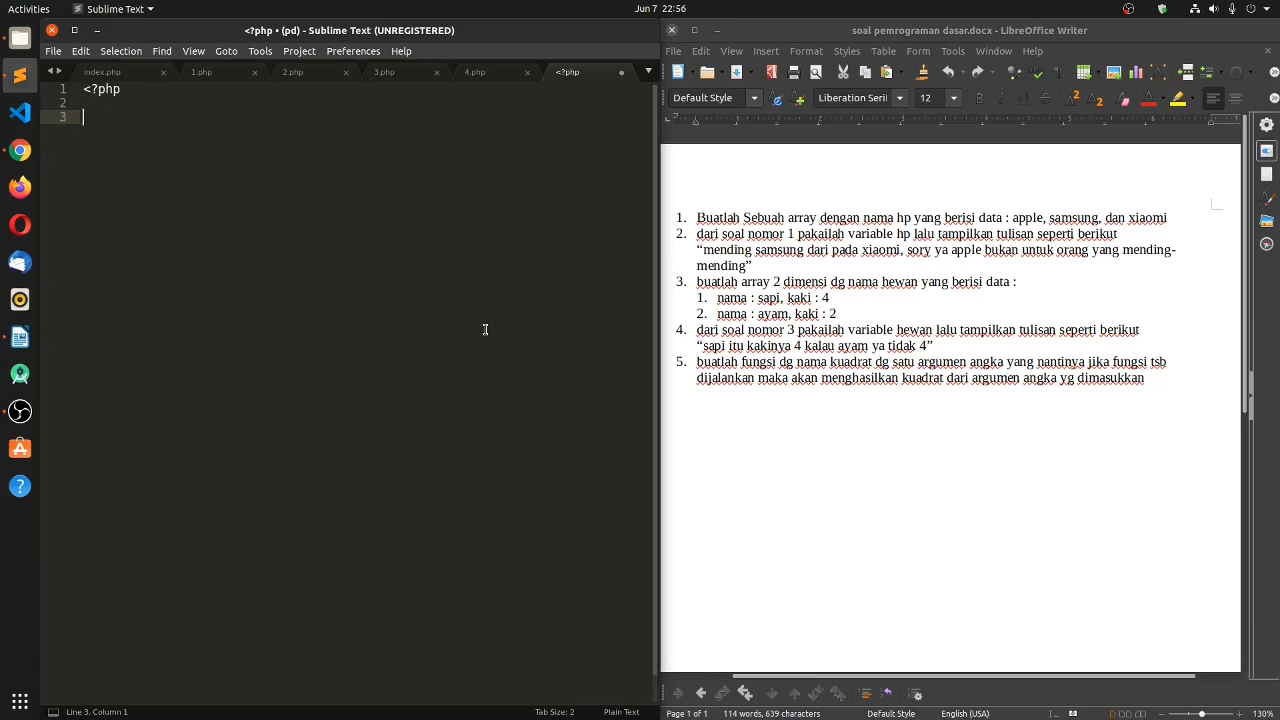 Activities
Sublime Text
Jun 7 22:56
<?php • (pd) - Sublime Text (UNREGISTERED)
File Edit Selection Find View Goto Tools Project Preferences Help
index.php 1.php 2.php 3.php 4.php <?php
1 <?php
2
3
Line 3, Column 1
Tab Size: 2
Plain Text
soal pemrograman dasar.docx - LibreOffice Writer
File Edit View Insert Format Styles Table Form Tools Window Help
Default Style Liberation Seri 12
1. Buatlah Sebuah array dengan nama hp yang berisi data : apple, samsung, dan xiaomi
2. dari soal nomor 1 pakailah variable hp lalu tampilkan tulisan seperti berikut
“mending samsung dari pada xiaomi, sory ya apple bukan untuk orang yang mending-
mending”
3. buatlah array 2 dimensi dg nama hewan yang berisi data :
1. nama : sapi, kaki : 4
2. nama : ayam, kaki : 2
4. dari soal nomor 3 pakailah variable hewan lalu tampilkan tulisan seperti berikut
“sapi itu kakinya 4 kalau ayam ya tidak 4”
5. buatlah fungsi dg nama kuadrat dg satu argumen angka yang nantinya jika fungsi tsb
dijalankan maka akan menghasilkan kuadrat dari argumen angka yg dimasukkan
Page 1 of 1 114 words, 639 characters Default Style English (USA) 130%